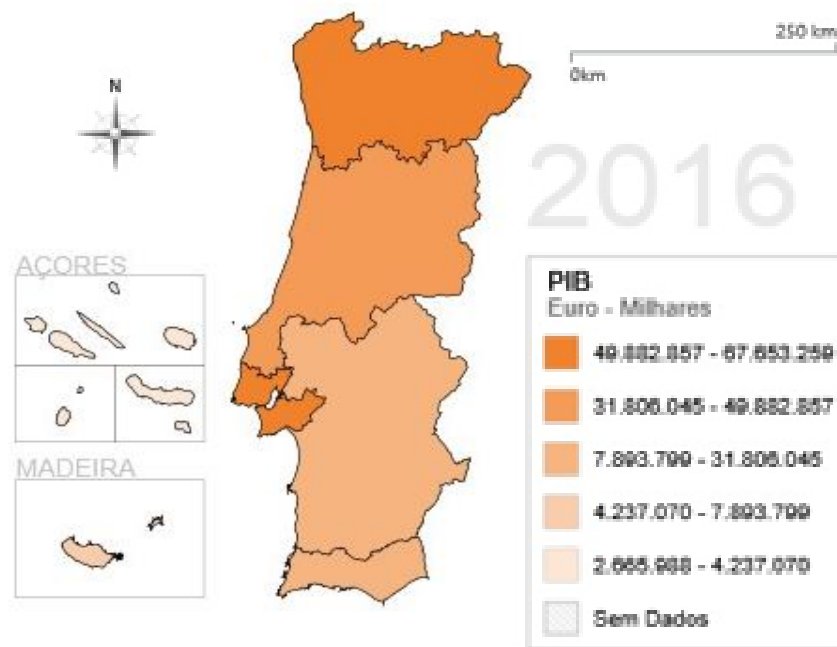 250 km
0km
N
2016
AÇORES
MADEIRA
PIB
Euro - Milhares
49.882.857 - 67.653.259
31.806.045 - 49.882.857
7.893.799 - 31.806.045
4.237.070 - 7.893.799
2.665.988 - 4.237.070
Sem Dados